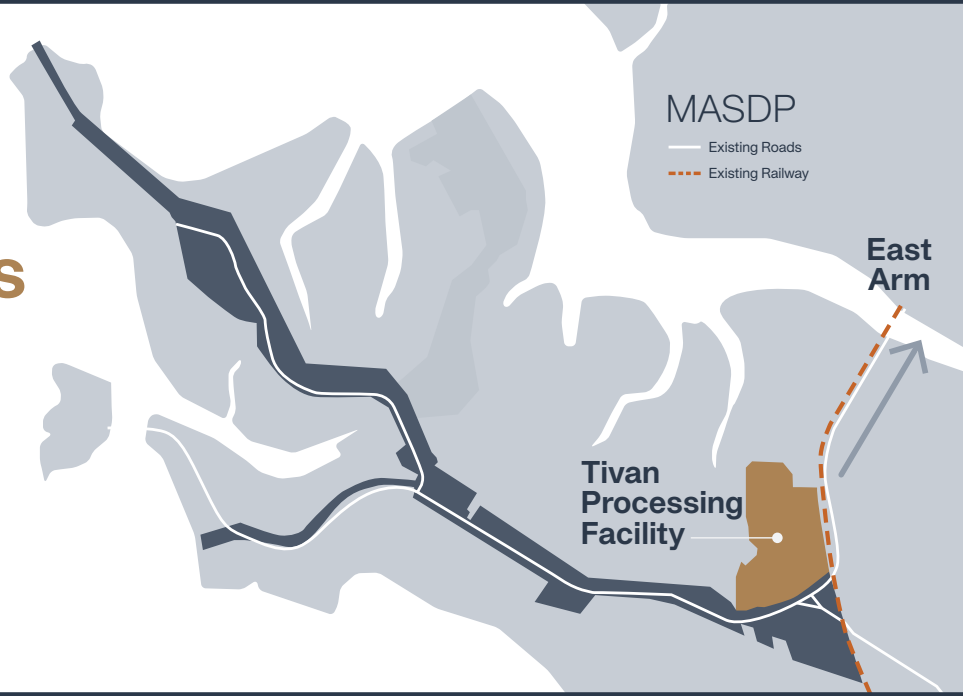 MASDP
Existing Roads
Existing Railway
East
Arm
s
Tivan
Processing
Facility